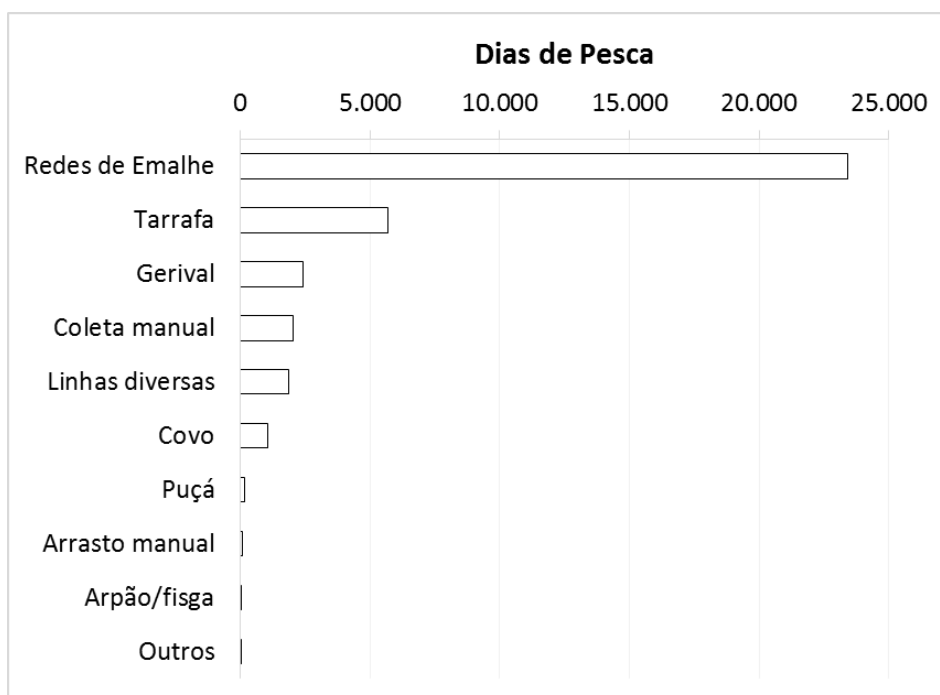 Dias de Pesca
0 5.000 10.000 15.000 20.000 25.000
Redes de Emalhe
Tarrafa
Gerival
Coleta manual
Linhas diversas
Covo
Puçá
Arrasto manual
Arpão/fisga
Outros